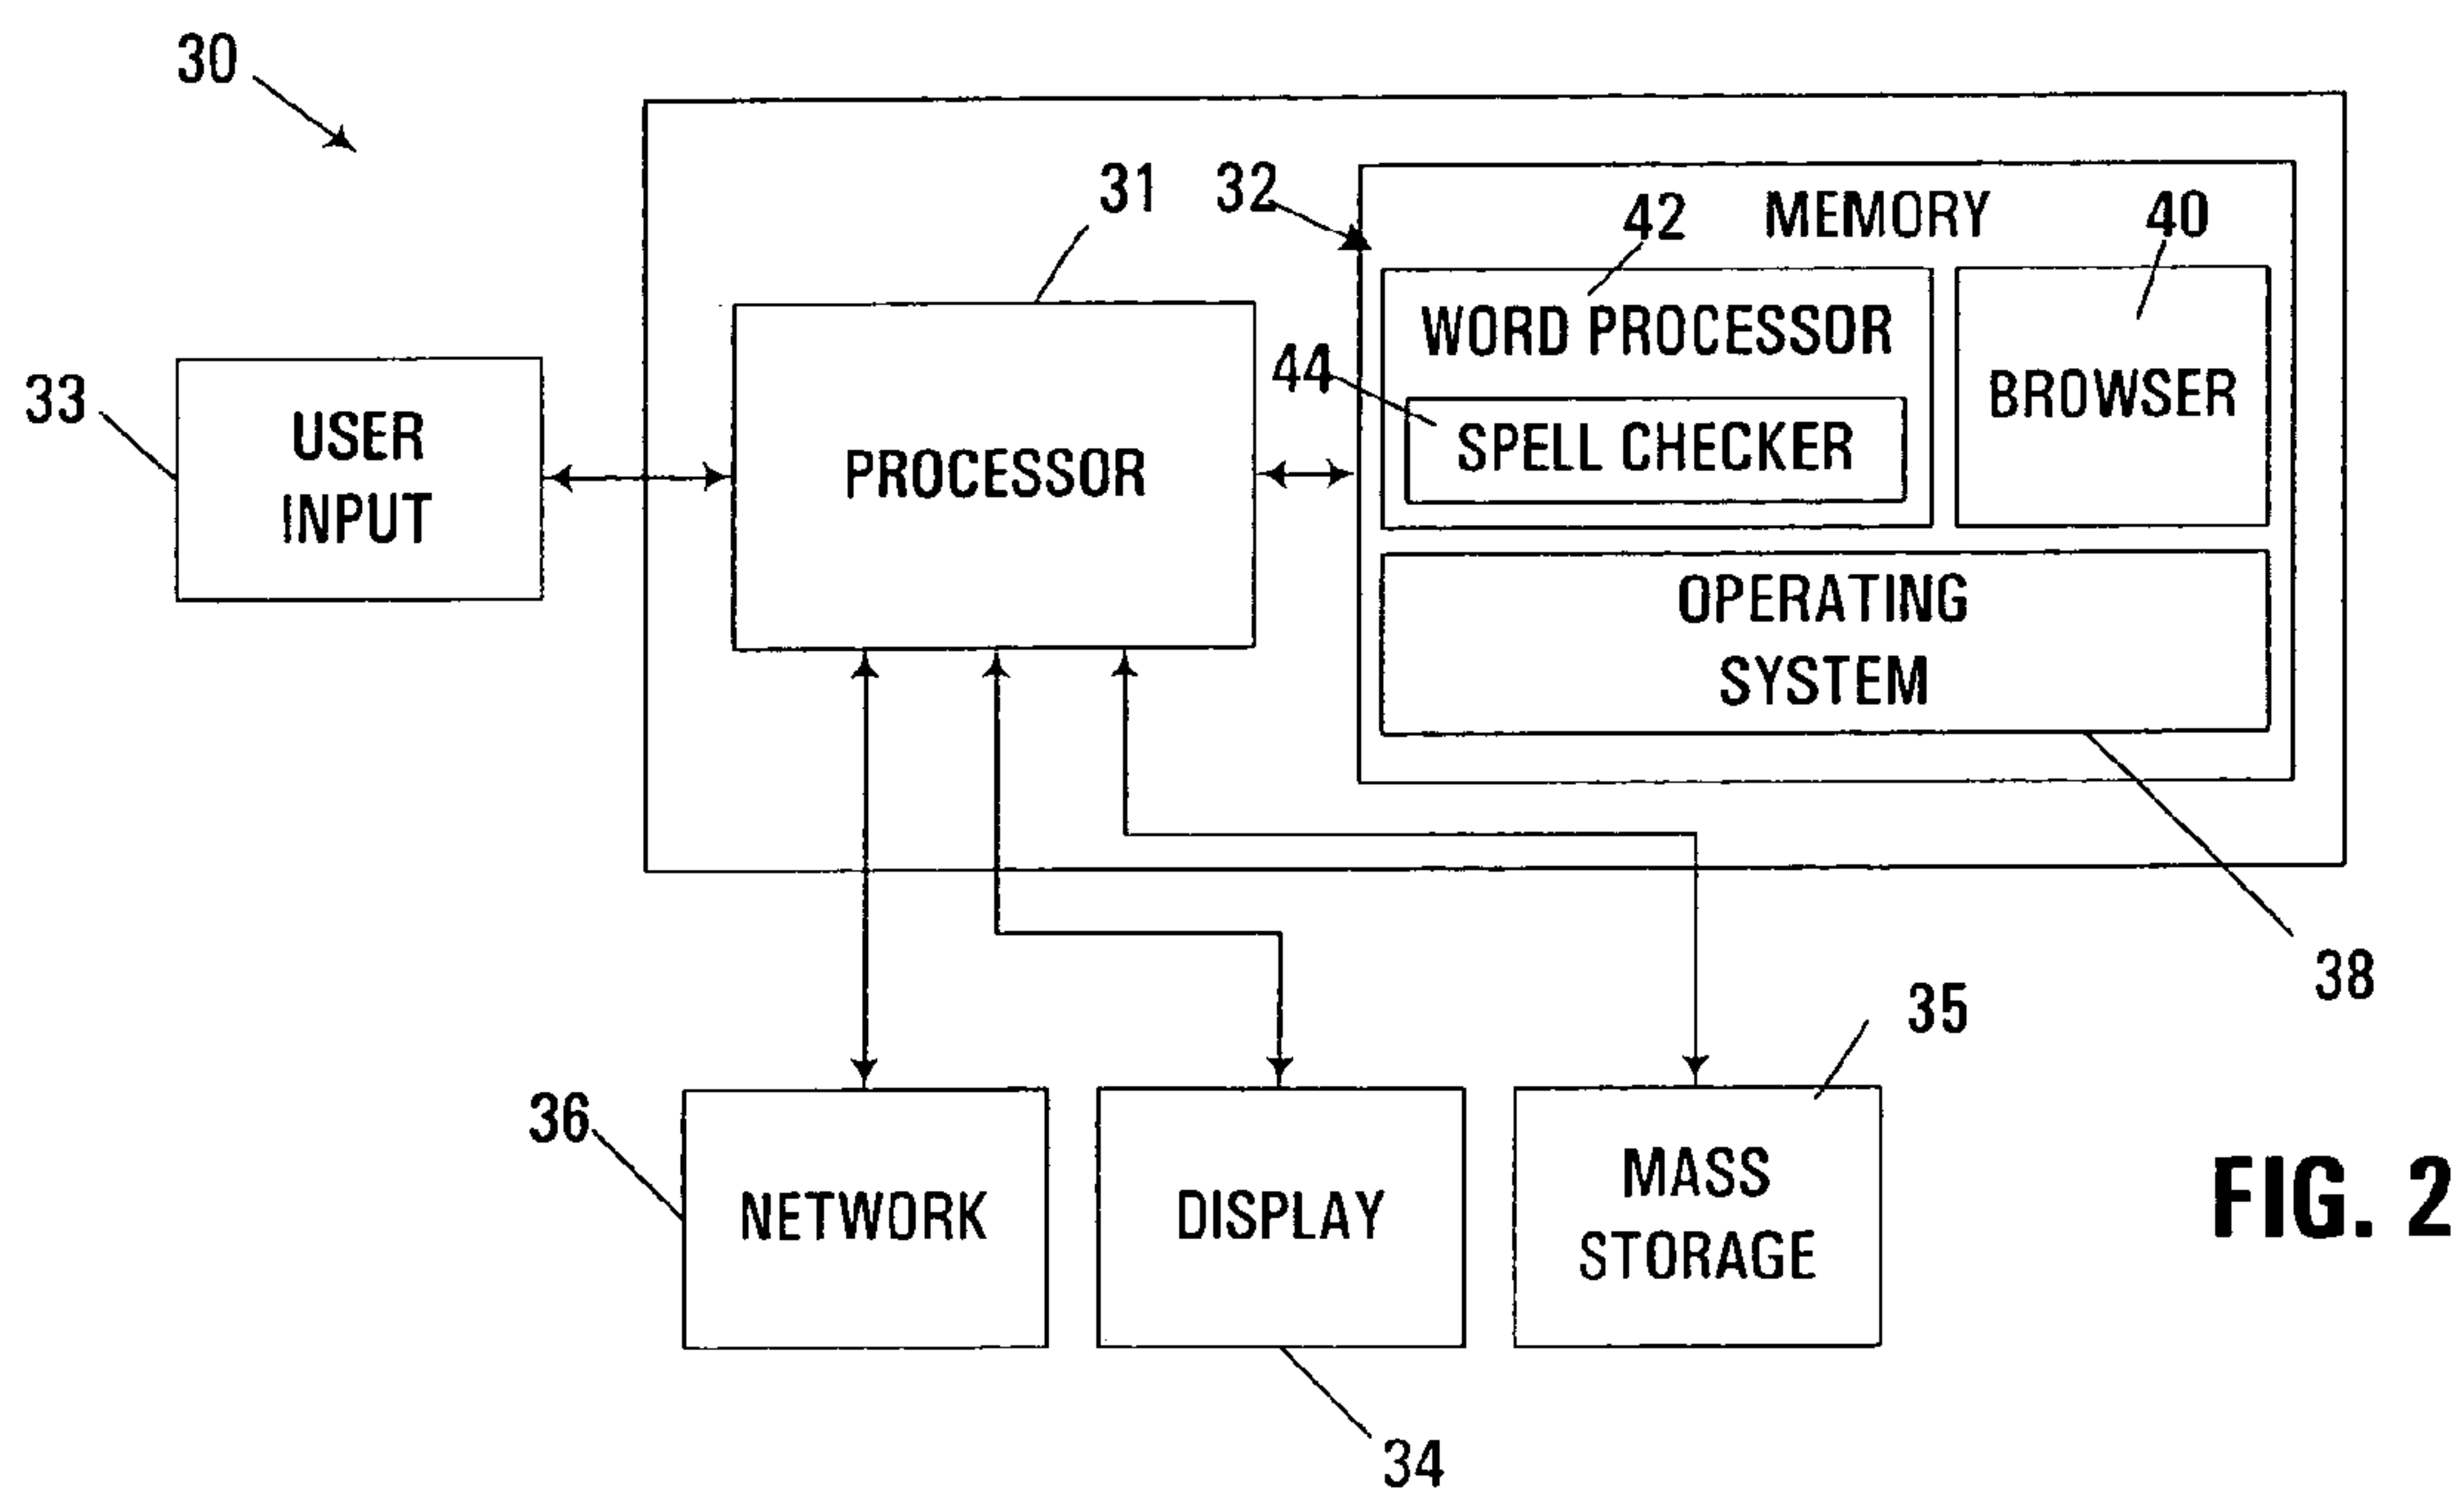 30
31
32
MEMORY
42
40
WORD PROCESSOR
44
SPELL CHECKER
BROWSER
33
USER
INPUT
PROCESSOR
OPERATING
SYSTEM
38
35
36
NETWORK
DISPLAY
MASS
STORAGE
34
FIG. 2